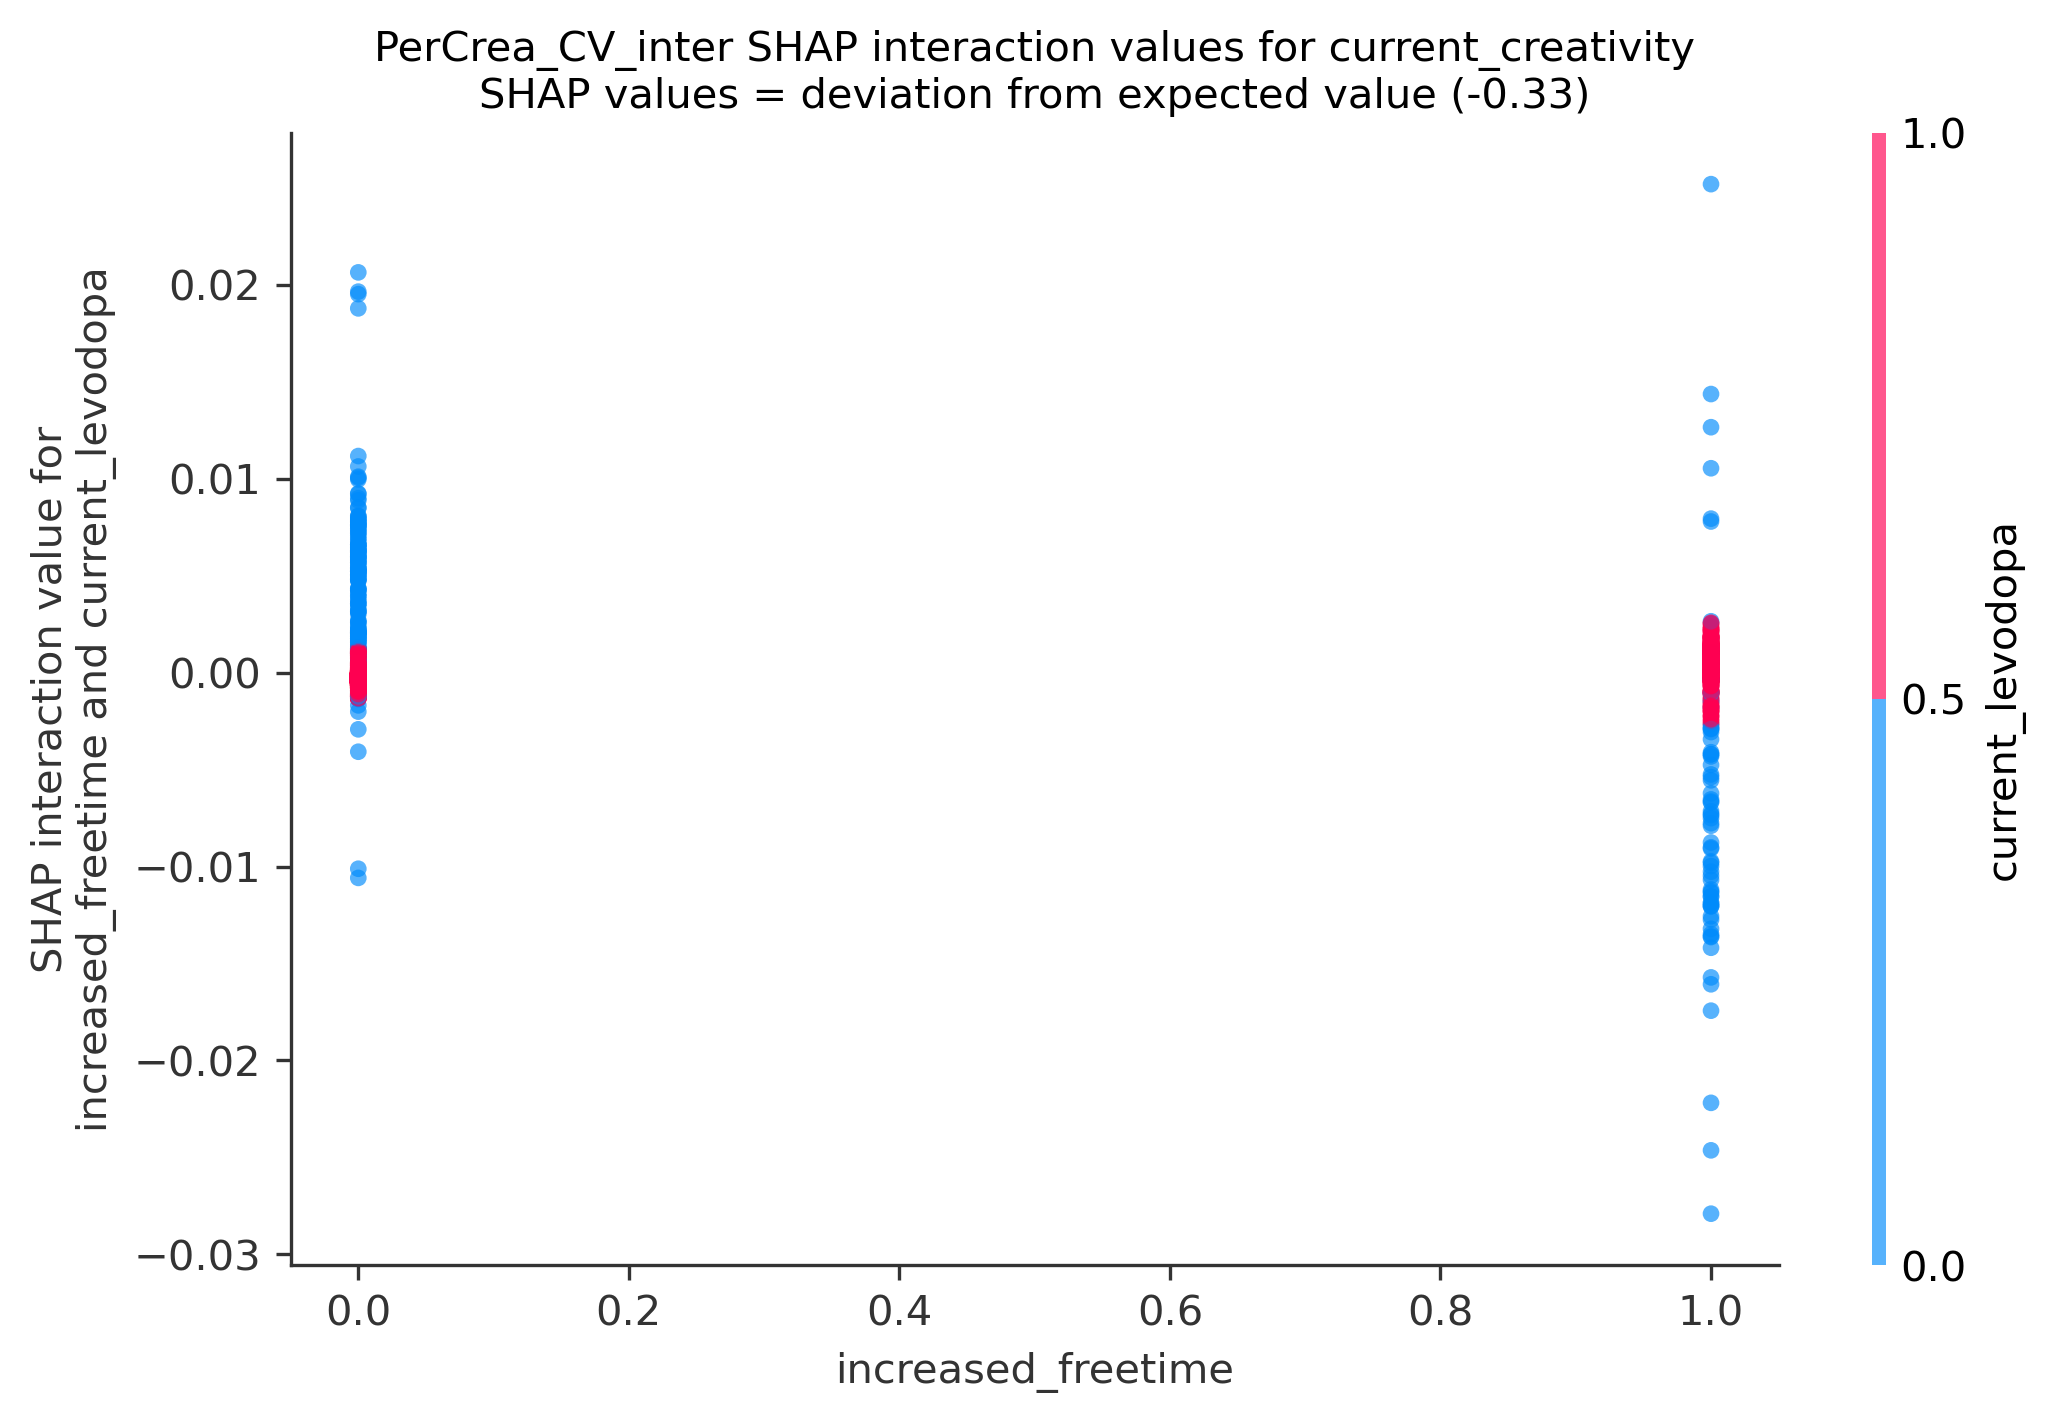 PerCrea_CV_inter SHAP interaction values for current_creativity
SHAP values = deviation from expected value (-0.33)
SHAP interaction value for
increased_freetime and current_levodopa
0.02
0.01
0.00
−0.01
−0.02
−0.03
0.0
0.2
0.4
0.6
0.8
1.0
increased_freetime
1.0
0.5
0.0
current_levodopa